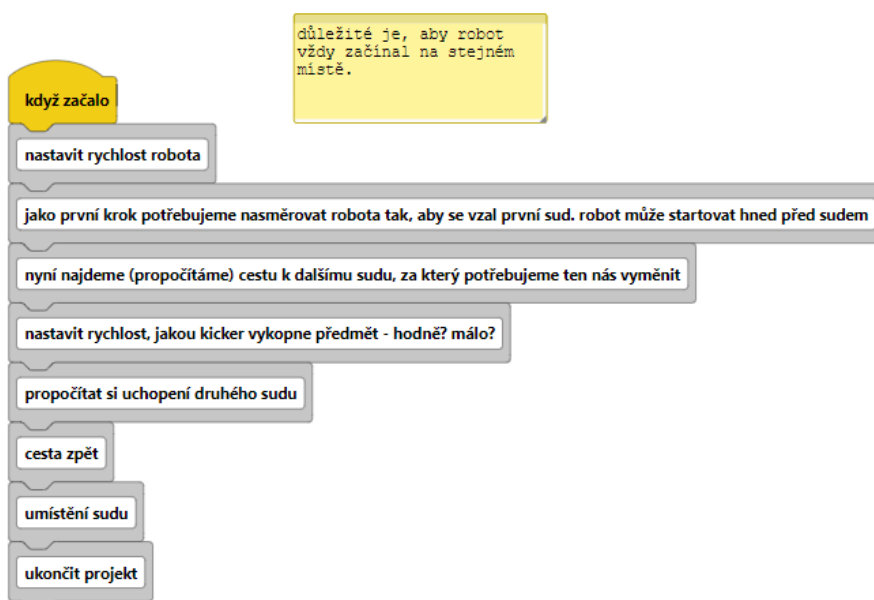 důležité je, aby robot
vždy začínal na stejném
místě.
když začalo
nastavit rychlost robota
jako první krok potřebujeme nasměrovat robota tak, aby se vzal první sud. robot může startovat hned před sudem
nyní najdeme (propočítáme) cestu k dalšímu sudu, za který potřebujeme ten nás vyměnit
nastavit rychlost, jakou kicker vykopne předmět - hodně? málo?
propočítat si uchopení druhého sudu
cesta zpět
umístění sudu
ukončit projekt